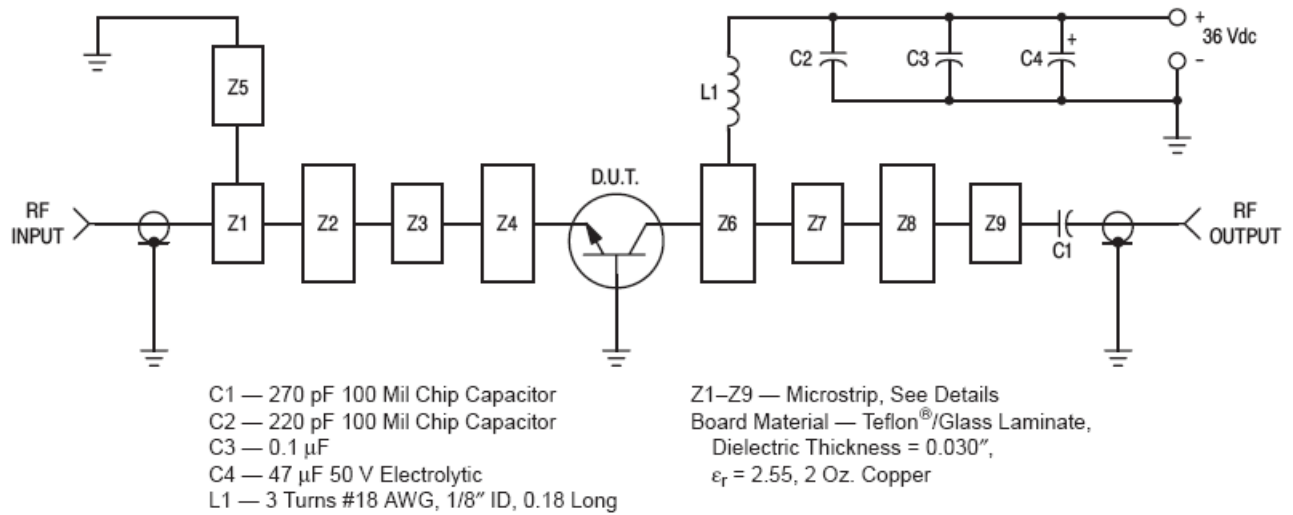 +
36 Vdc
−
C2
C3
C4
+
L1
Z5
D.U.T.
RF
INPUT
Z1
Z2
Z3
Z4
Z6
Z7
Z8
Z9
C1
RF
OUTPUT
C1 — 270 pF 100 Mil Chip Capacitor
C2 — 220 pF 100 Mil Chip Capacitor
C3 — 0.1 μF
C4 — 47 μF 50 V Electrolytic
L1 — 3 Turns #18 AWG, 1/8″ ID, 0.18 Long
Z1–Z9 — Microstrip, See Details
Board Material — Teflon®/Glass Laminate,
Dielectric Thickness = 0.030″,
εr = 2.55, 2 Oz. Copper